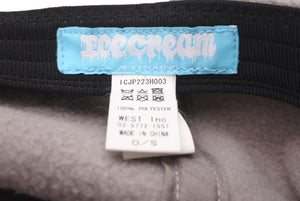 ICECREAM
ICJP223H003
100% POLYESTER
WEST Inc.
03-5772-1551
MADE IN CHINA
O/S